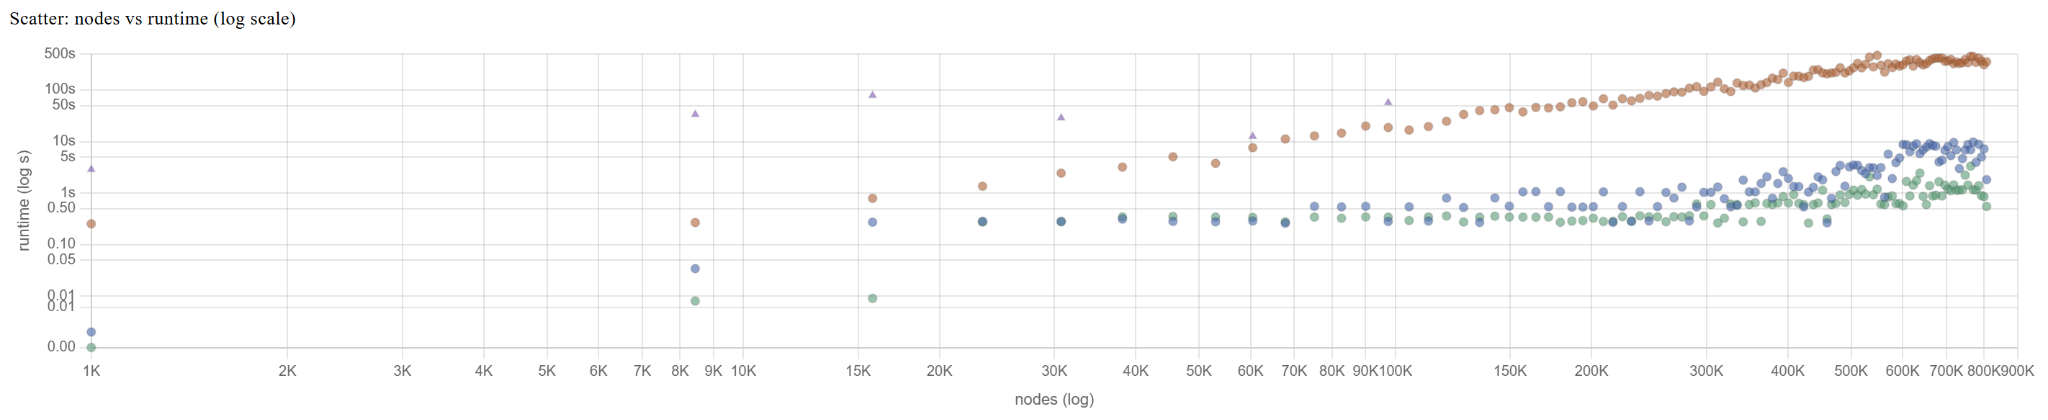 Scatter: nodes vs runtime (log scale)
500s
100s
50s
10s
5s
1s
0.50
0.10
0.05
0.01
0.01
0.00
runtime (log s)
1K 2K 3K 4K 5K 6K 7K 8K 9K 10K 15K 20K 30K 40K 50K 60K 70K 80K 90K 100K 150K 200K 300K 400K 500K 600K 700K 800K 900K
nodes (log)